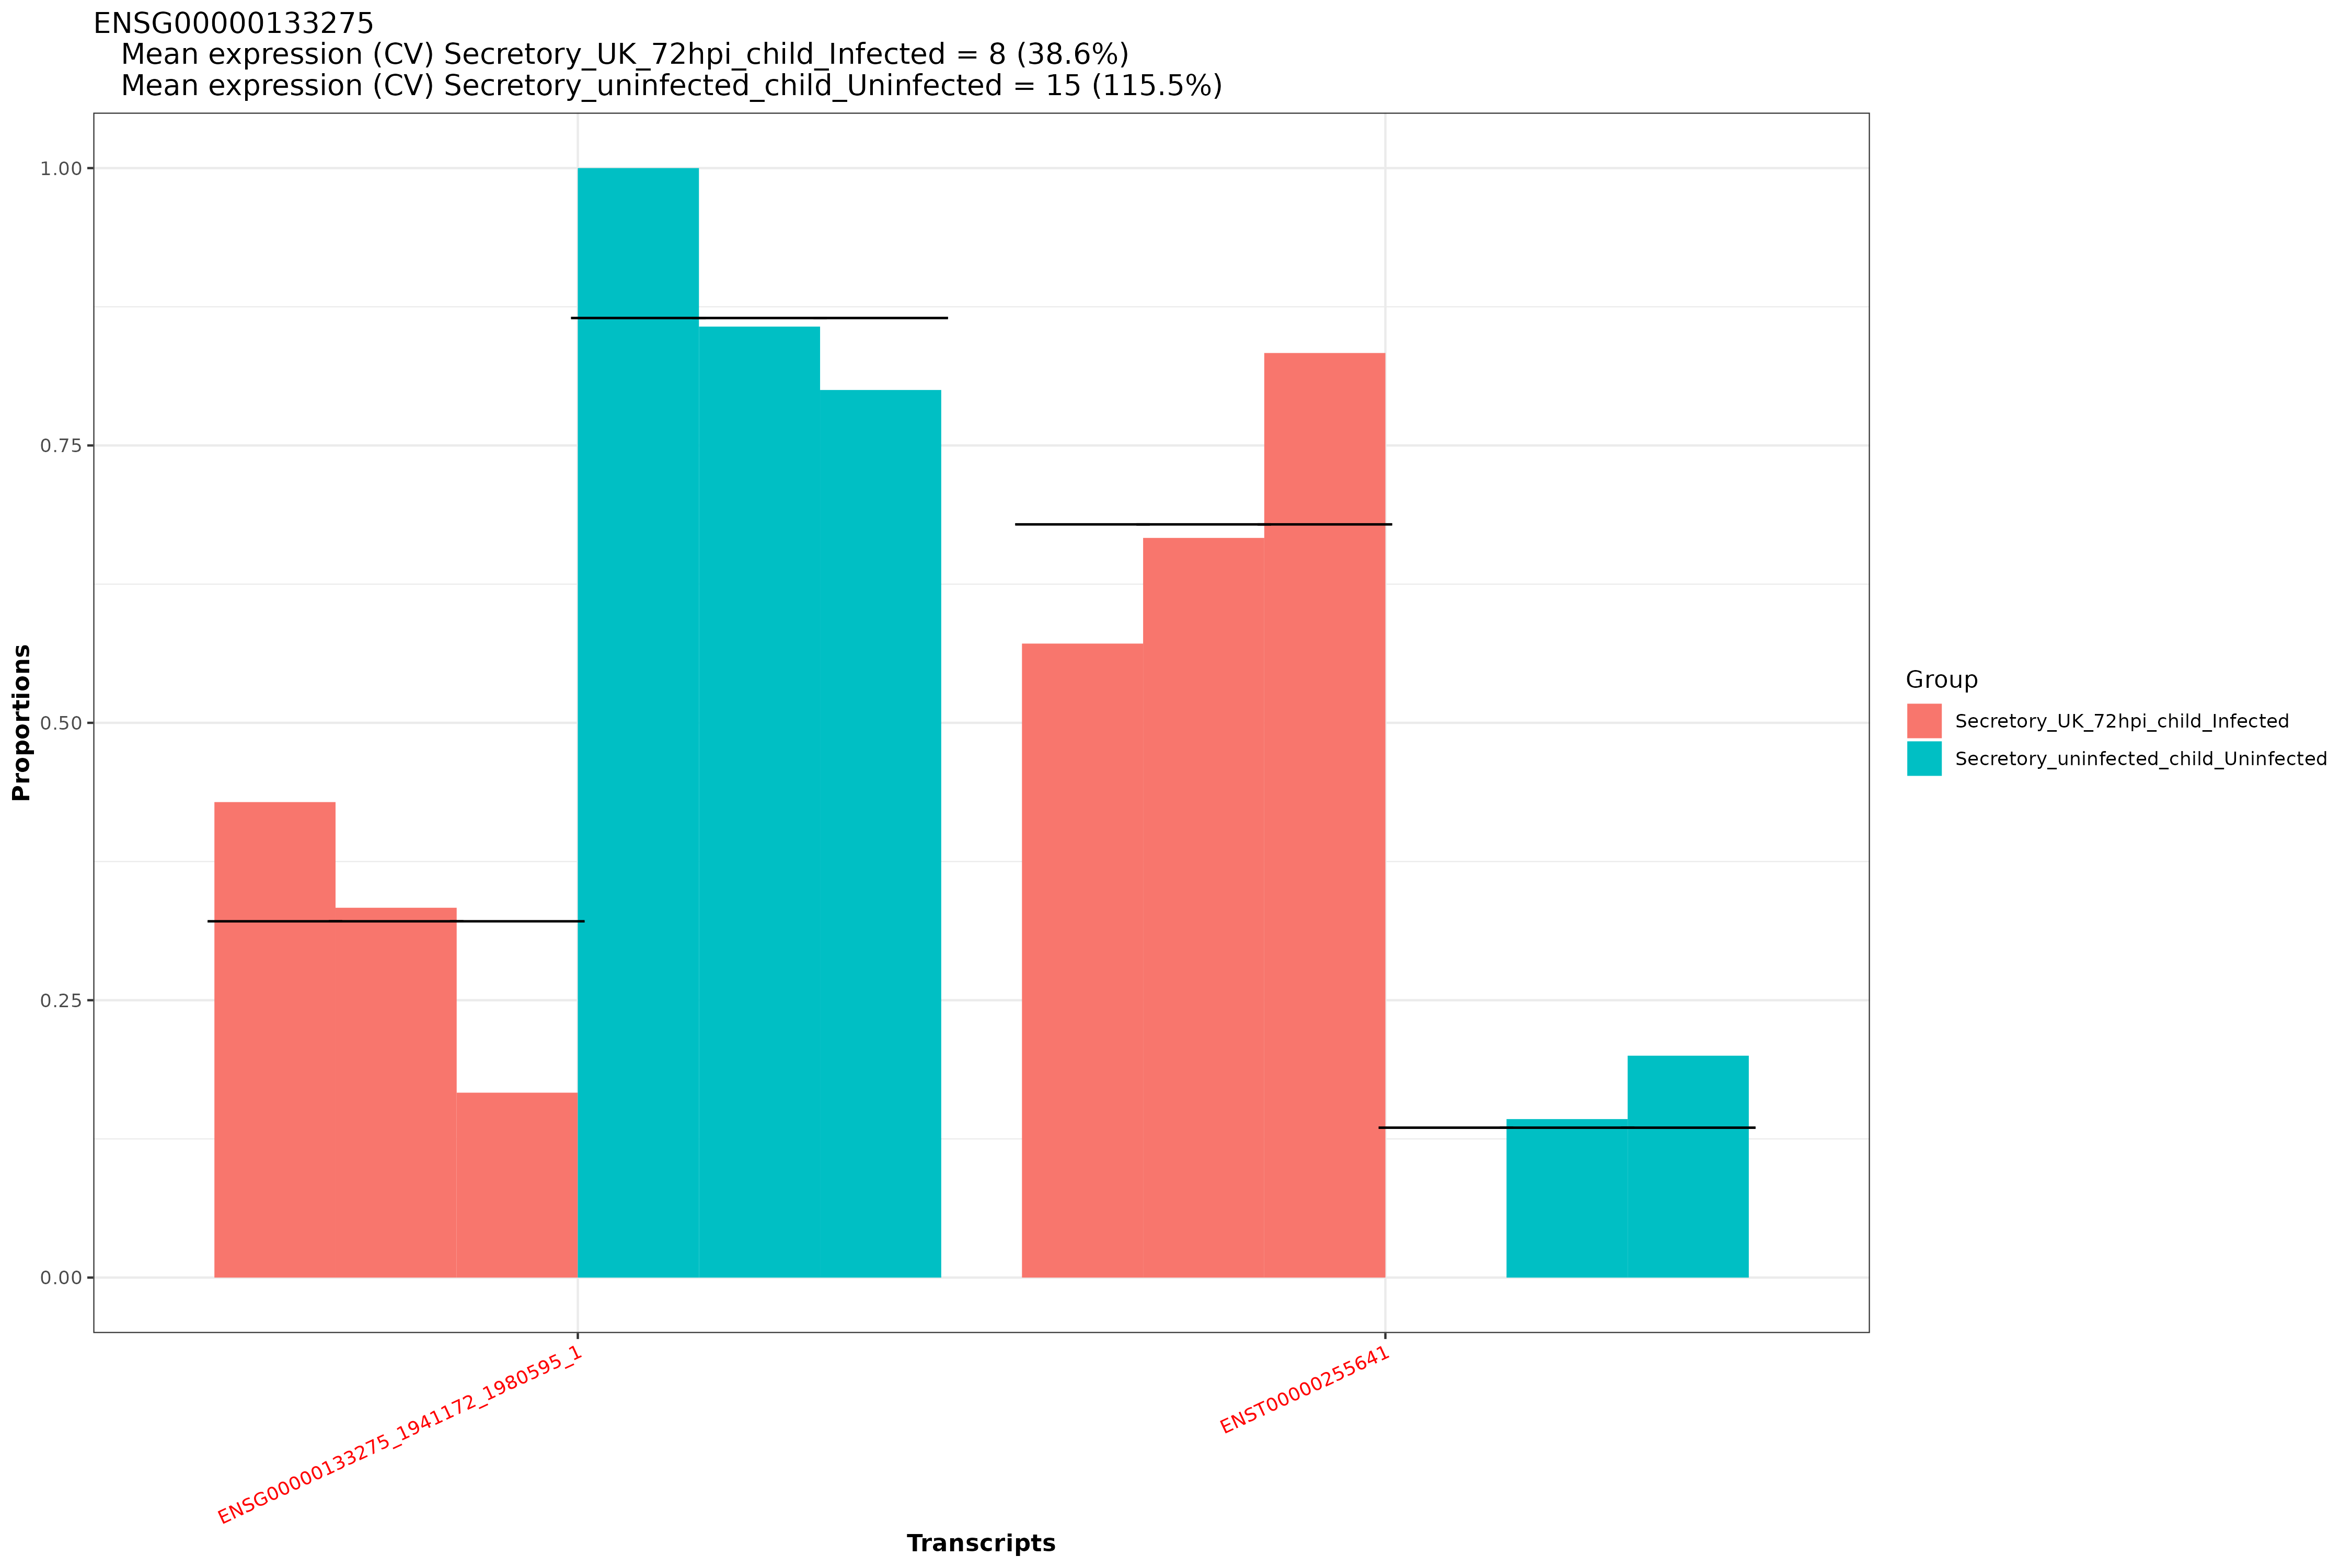 ENSG00000133275
Mean expression (CV) Secretory_UK_72hpi_child_Infected = 8 (38.6%)
Mean expression (CV) Secretory_uninfected_child_Uninfected = 15 (115.5%)
1.00
0.75
0.50
0.25
0.00
Proportions
ENSG00000133275_1941172_1980595_1
ENST00000255641
Transcripts
Group
Secretory_UK_72hpi_child_Infected
Secretory_uninfected_child_Uninfected